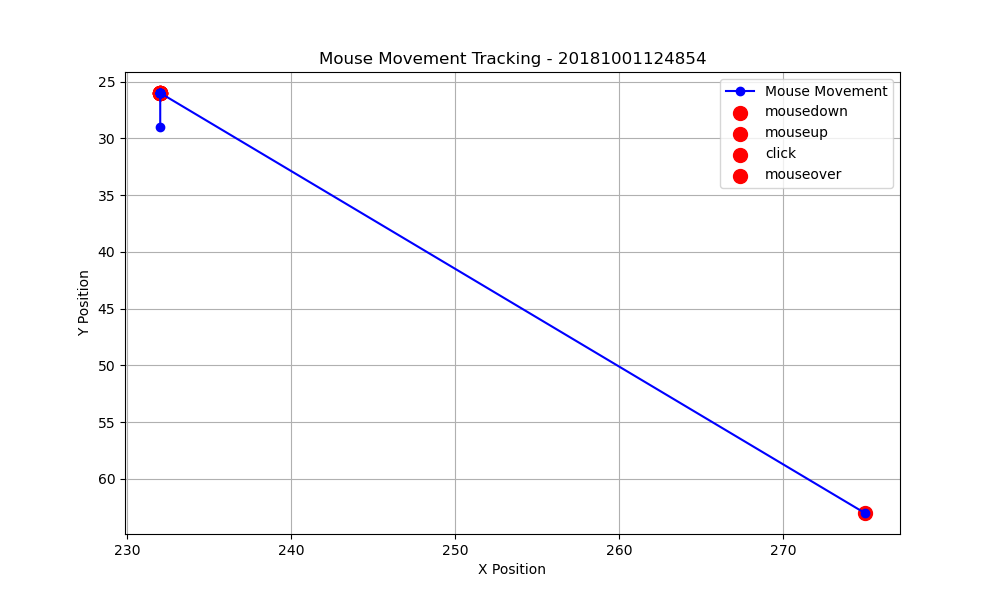 Mouse Movement Tracking - 20181001124854
Mouse Movement
mousedown
mouseup
click
mouseover
25
30
35
40
45
50
55
60
Y Position
230 240 250 260 270
X Position